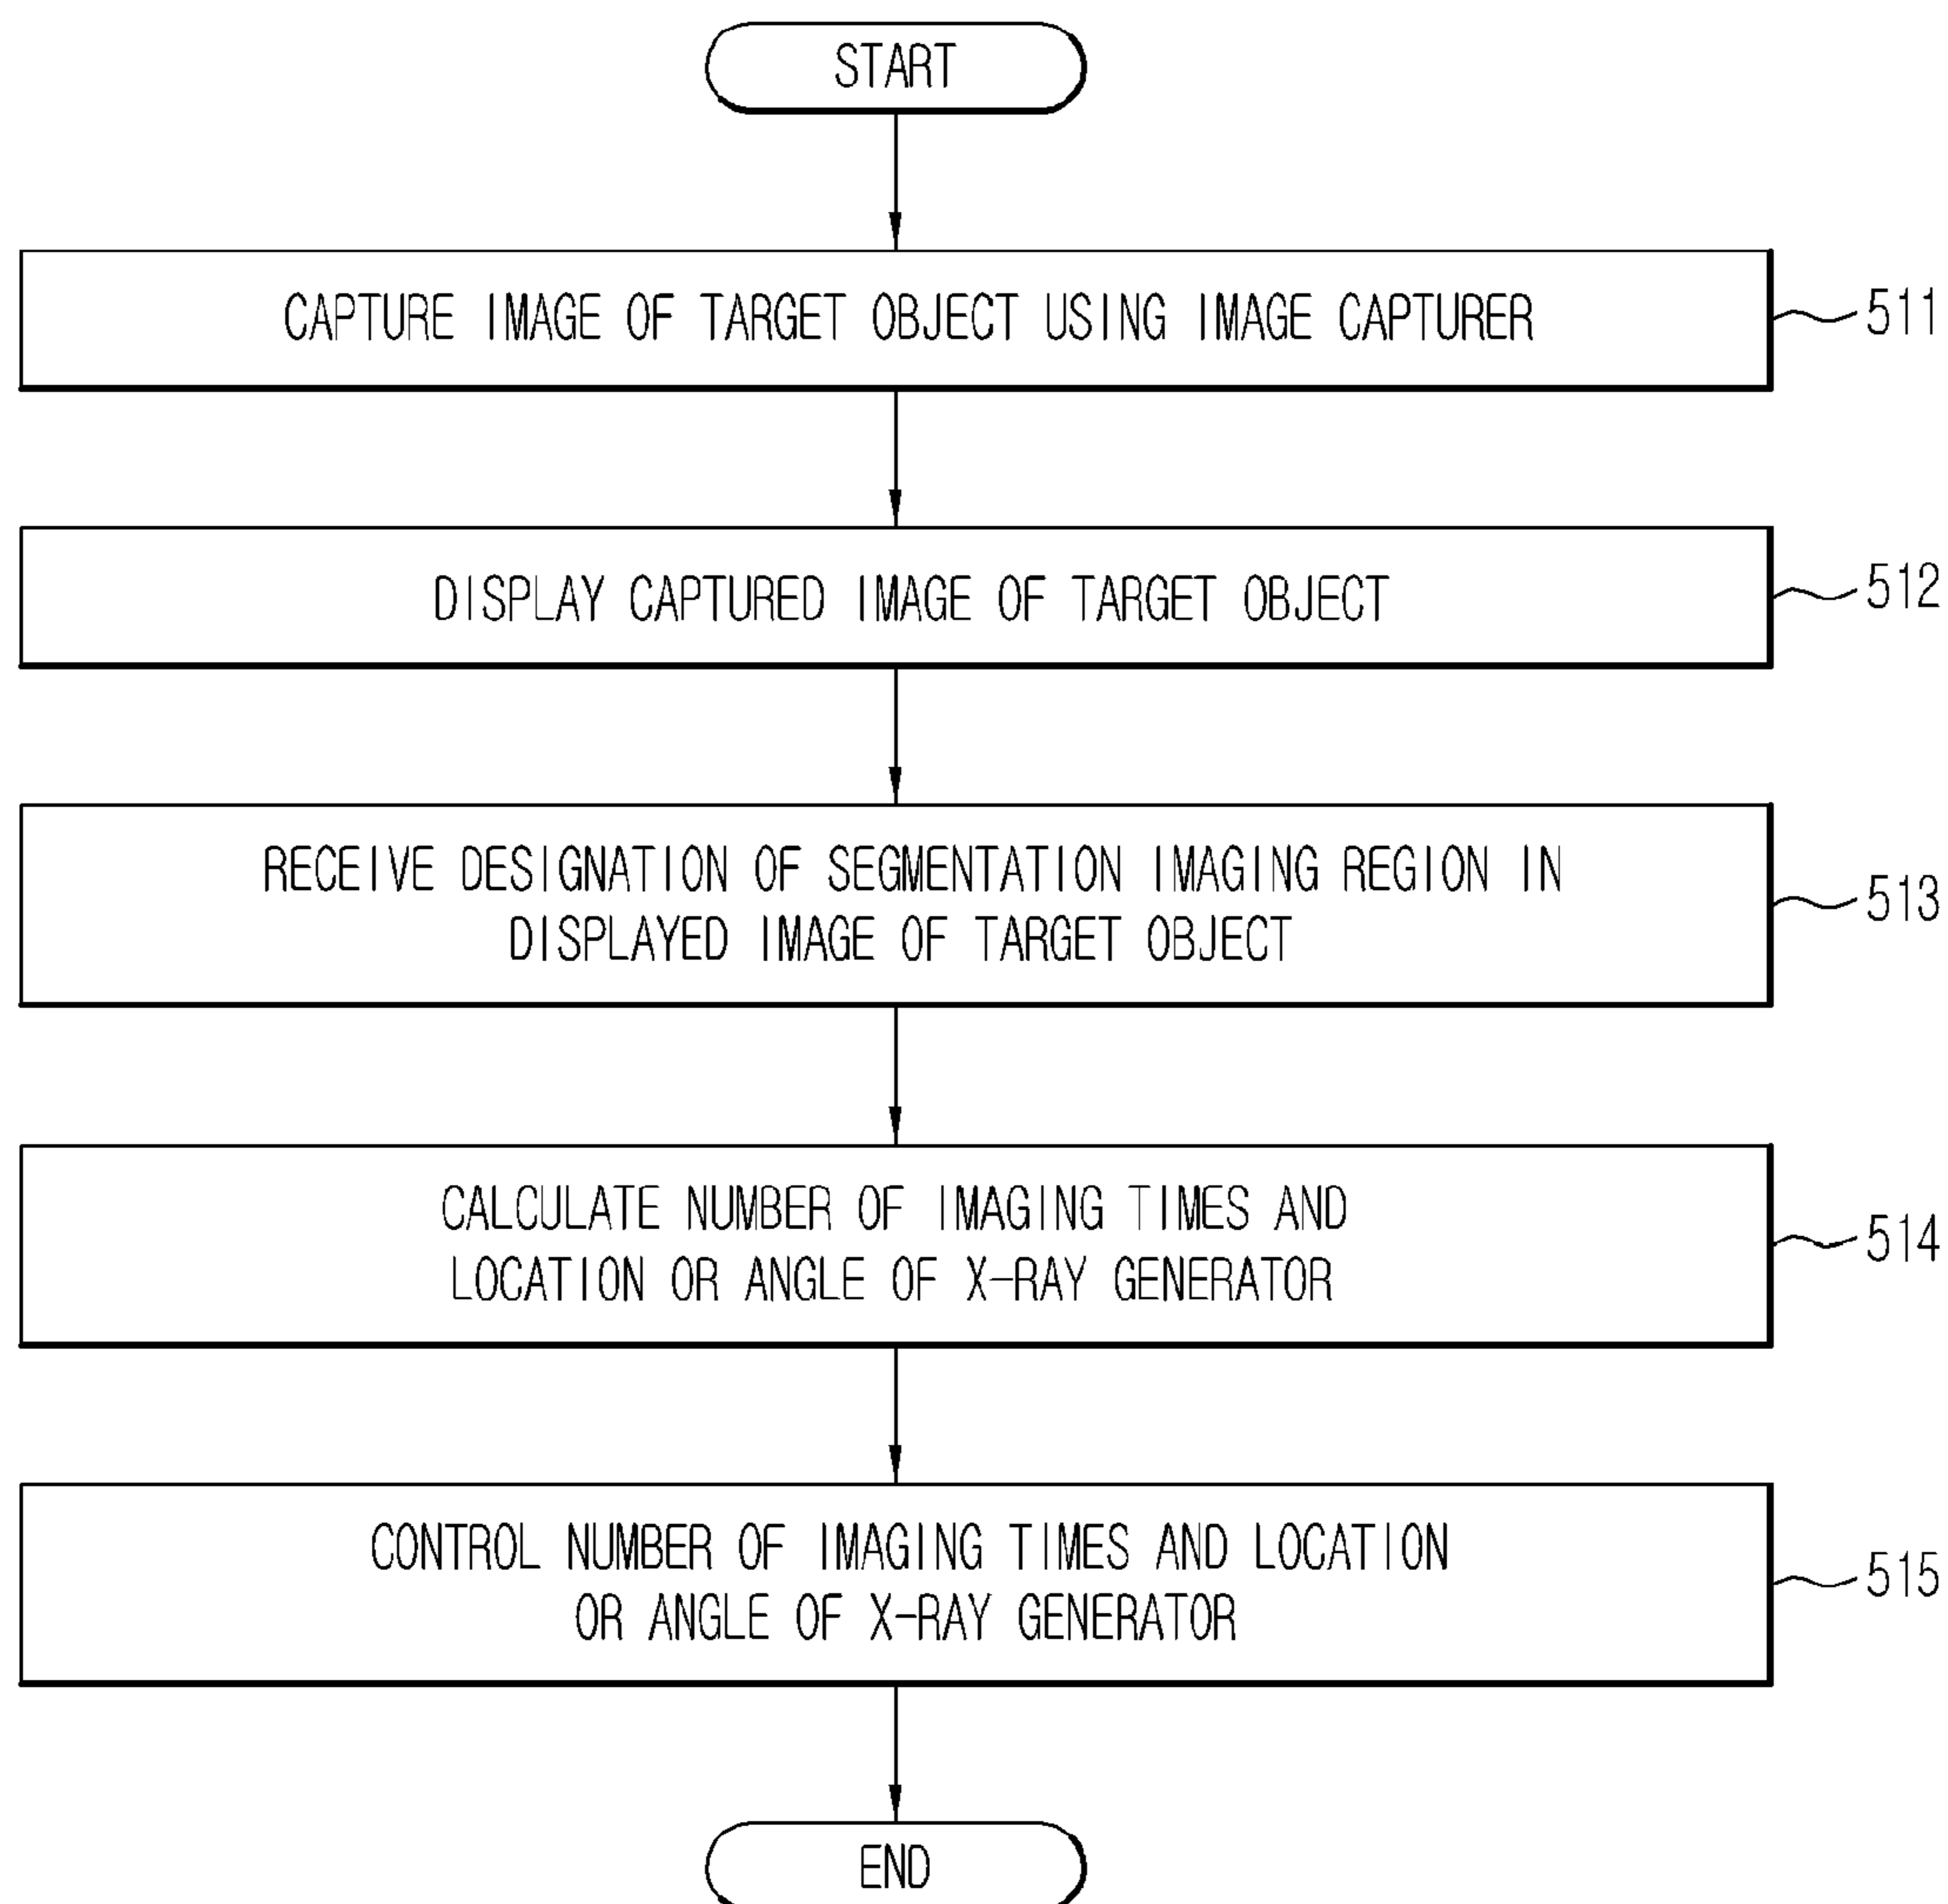 START
CAPTURE IMAGE OF TARGET OBJECT USING IMAGE CAPTURER
511
DISPLAY CAPTURED IMAGE OF TARGET OBJECT
512
RECEIVE DESIGNATION OF SEGMENTATION IMAGING REGION IN
DISPLAYED IMAGE OF TARGET OBJECT
513
CALCULATE NUMBER OF IMAGING TIMES AND
LOCATION OR ANGLE OF X-RAY GENERATOR
514
CONTROL NUMBER OF IMAGING TIMES AND LOCATION
OR ANGLE OF X-RAY GENERATOR
515
END